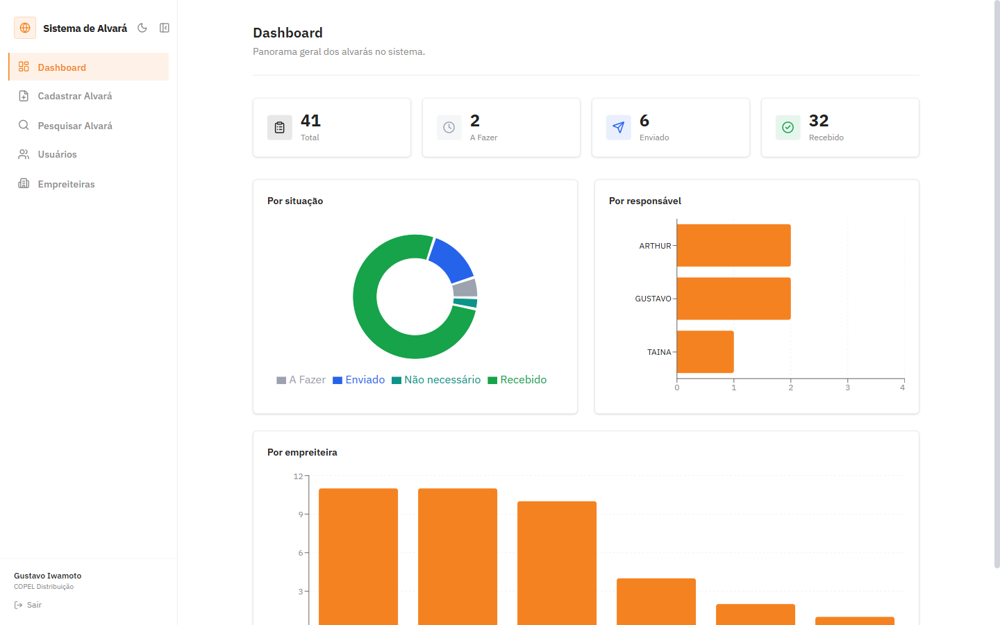 Sistema de Alvará
Dashboard
Cadastrar Alvará
Pesquisar Alvará
Usuários
Empreiteiras
Gustavo Iwamoto
COPEL Distribuição
Sair
Dashboard
Panorama geral dos alvarás no sistema.
41
Total
2
A Fazer
6
Enviado
32
Recebido
Por situação
A Fazer Enviado Não necessário Recebido
Por responsável
ARTHUR
GUSTAVO
TAINA
0 1 2 3 4
Por empreiteira
12
9
6
3